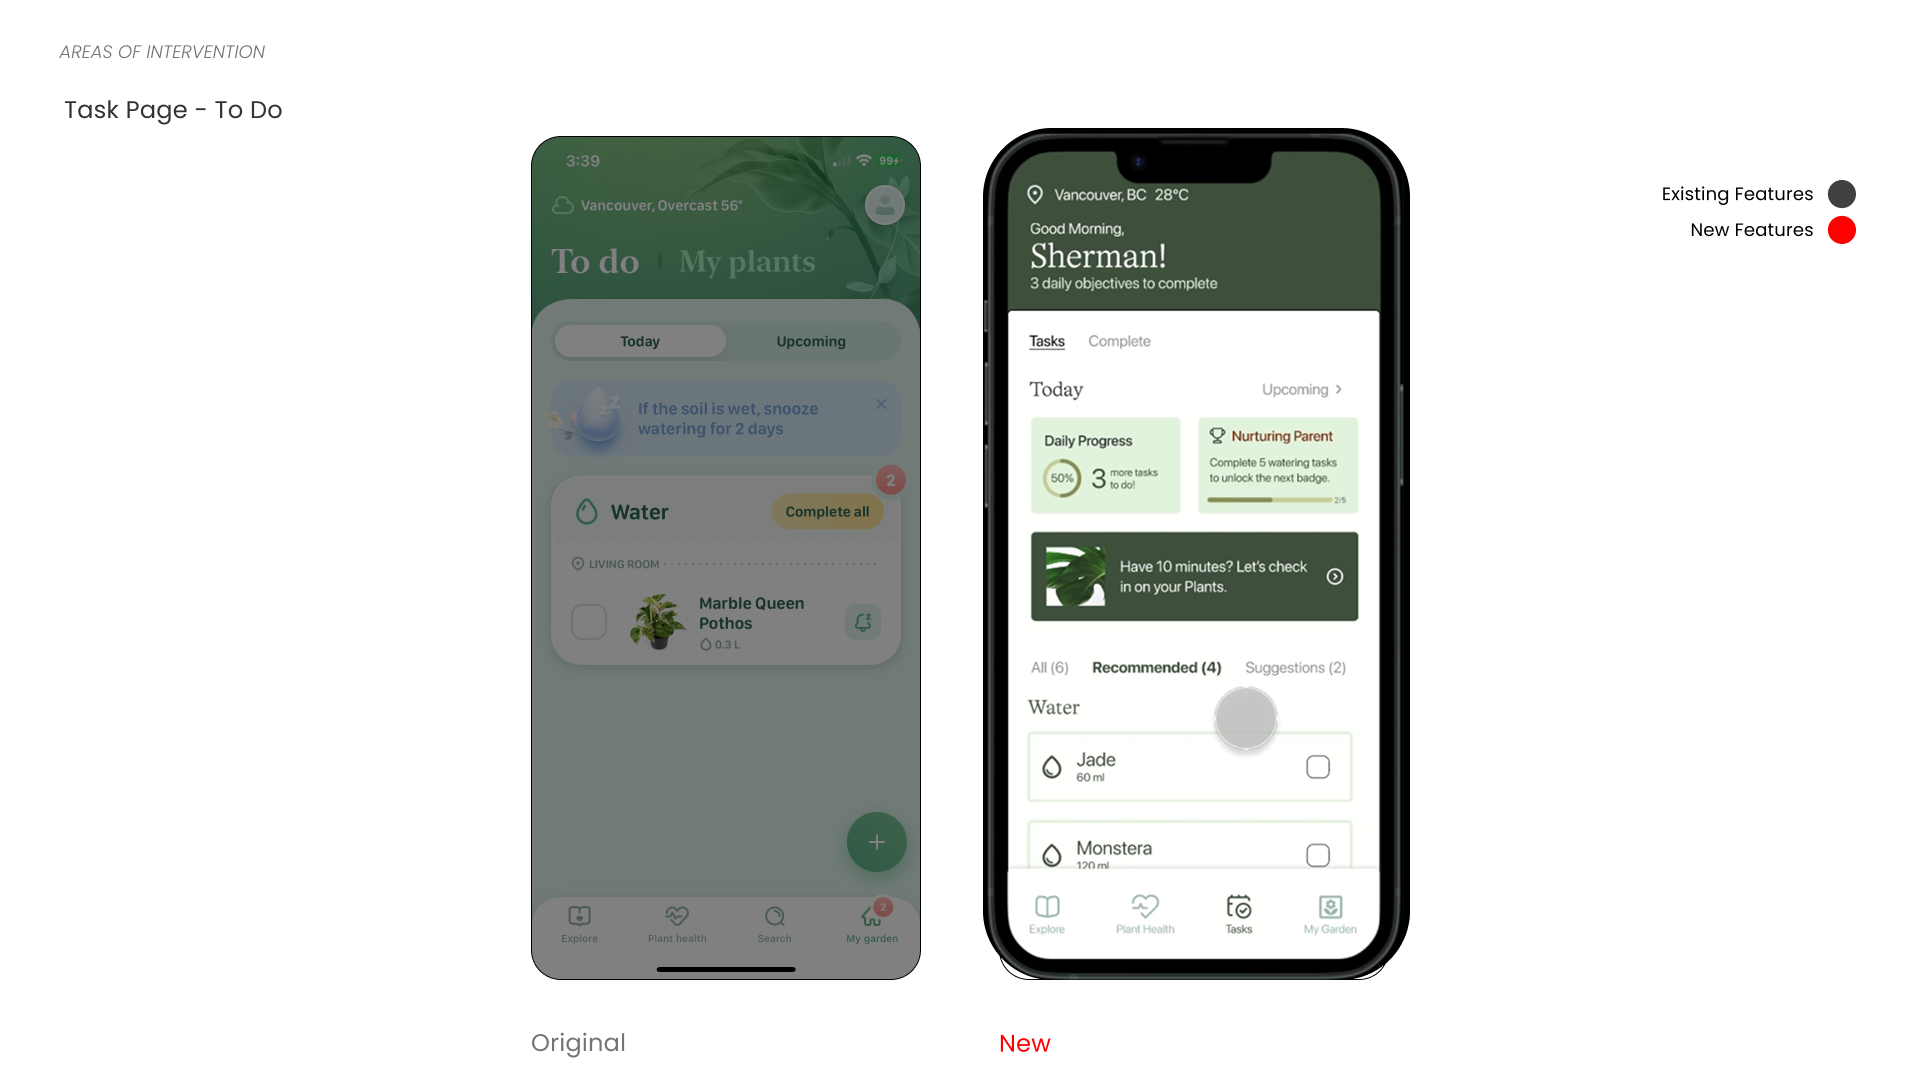 AREAS OF INTERVENTION
Task Page - To Do
Existing Features
New Features
3:39
99
Vancouver, Overcast 56°
To do | My plants
Today
Upcoming
If the soil is wet, snooze
watering for 2 days
2
Water
Complete all
LIVING ROOM
Marble Queen
Pothos
0.3 L
+
Explore
Plant health
Search
2
My garden
Original
Vancouver, BC 28°C
Good Morning,
Sherman!
3 daily objectives to complete
Tasks
Complete
Today
Upcoming >
Daily Progress
50%
3 more tasks
to do!
Nurturing Parent
Complete 5 watering tasks
to unlock the next badge.
2/5
Have 10 minutes? Let's check
in on your Plants.
All (6)
Recommended (4)
Suggestions (2)
Water
Jade
60 ml
Monstera
120 ml
Explore
Plant Health
Tasks
My Garden
New